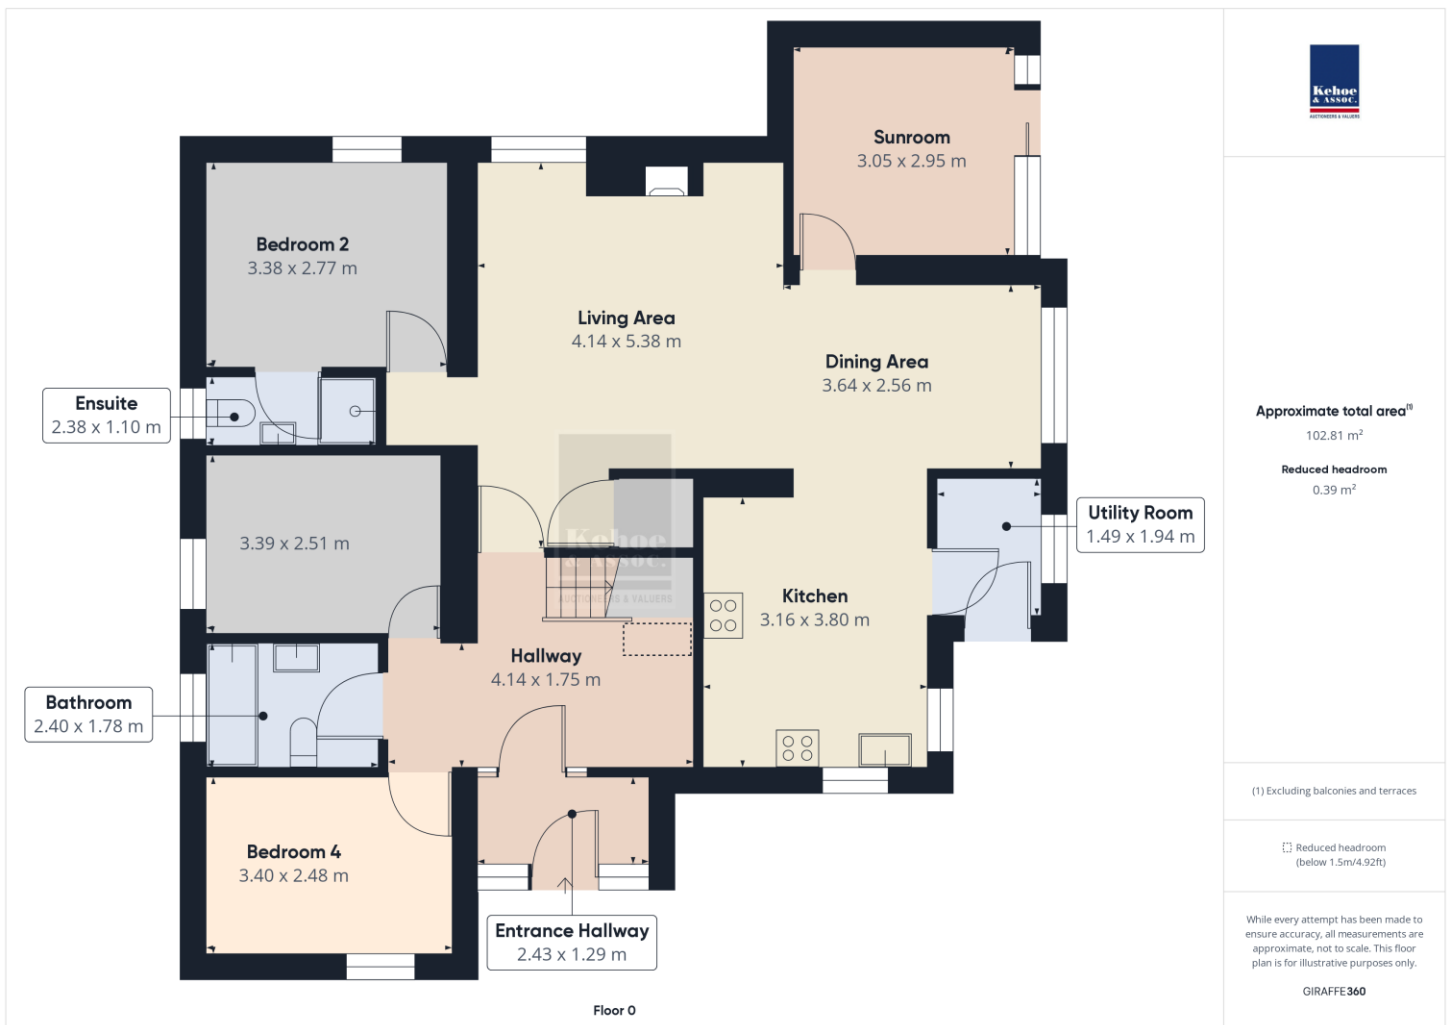 Sunroom
3.05 x 2.95 m
Bedroom 2
3.38 x 2.77 m
Living Area
4.14 x 5.38 m
Dining Area
3.64 x 2.56 m
Ensuite
2.38 x 1.10 m
Kehoe
& ASSOC.
AUCTIONEERS & VALUERS
Utility Room
1.49 x 1.94 m
3.39 x 2.51 m
Kitchen
3.16 x 3.80 m
Hallway
4.14 x 1.75 m
Bathroom
2.40 x 1.78 m
Bedroom 4
3.40 x 2.48 m
Entrance Hallway
2.43 x 1.29 m
Floor 0
Kehoe
& ASSOC.
AUCTIONEERS & VALUERS
Approximate total area(1)
102.81 m²
Reduced headroom
0.39 m²
(1) Excluding balconies and terraces
Reduced headroom
(below 1.5m/4.92ft)
While every attempt has been made to
ensure accuracy, all measurements are
approximate, not to scale. This floor
plan is for illustrative purposes only.
GIRAFFE360